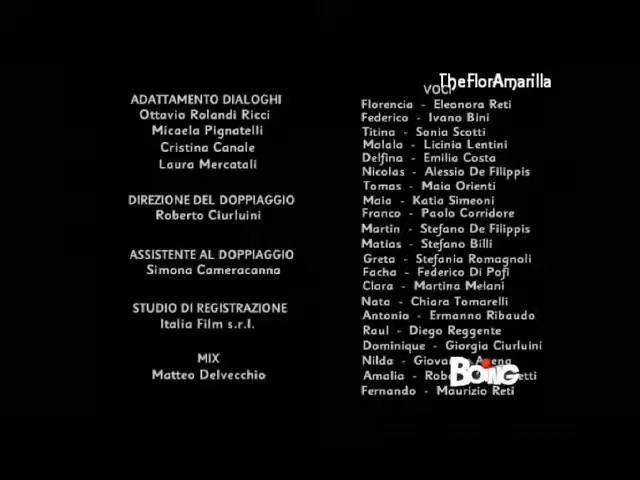 TheFlorAmarilla
ADATTAMENTO DIALOGHI
Ottavio Rolandi Ricci
Micaela Pignatelli
Cristina Canale
Laura Mercatali
DIREZIONE DEL DOPPIAGGIO
Roberto Ciurluini
ASSISTENTE AL DOPPIAGGIO
Simona Cameracanna
STUDIO DI REGISTRAZIONE
Italia Film s.r.l.
MIX
Matteo Delvecchio
VOCI
Florencia - Eleonora Reti
Federico - Ivano Bini
Titina - Sonia Scotti
Malala - Licinia Lentini
Delfina - Emilia Costa
Nicolas - Alessio De Filippis
Tomas - Maia Orienti
Maia - Katia Simeoni
Franco - Paolo Corridore
Martin - Stefano De Filippis
Matias - Stefano Billi
Greta - Stefania Romagnoli
Facha - Federico Di Pofi
Clara - Martina Melani
Nata - Chiara Tomarelli
Antonio - Ermanno Ribaudo
Raul - Diego Reggente
Dominique - Giorgia Ciurluini
Nilda -
Amalia -
Fernando - Maurizio Reti
BOING